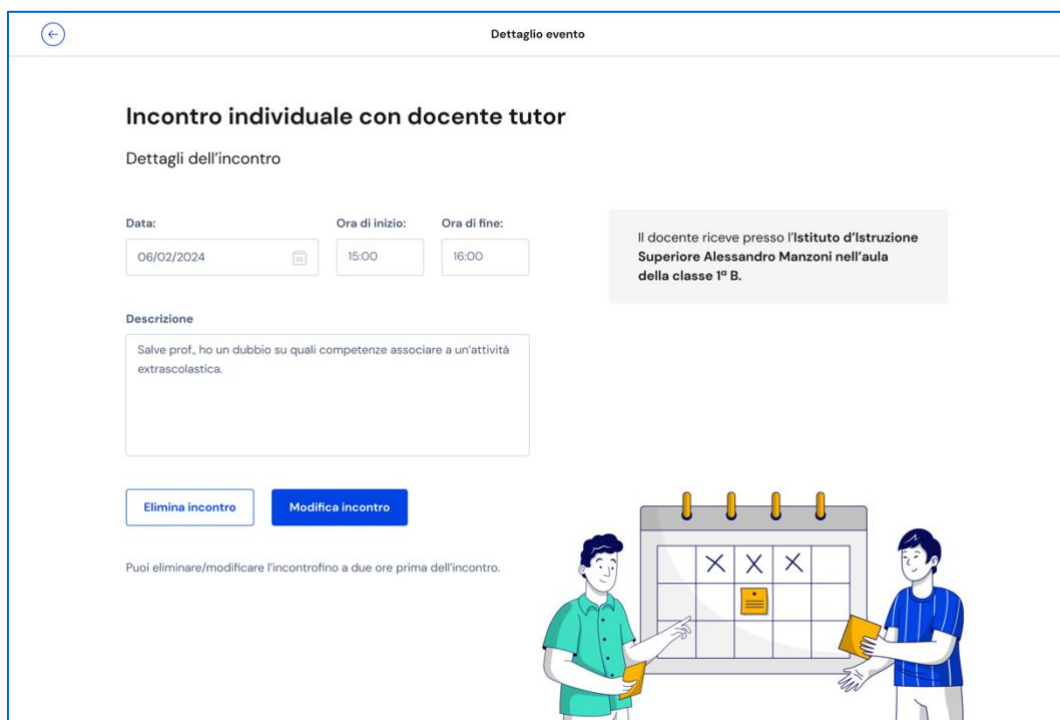 Dettaglio evento
Incontro individuale con docente tutor
Dettagli dell'incontro
Data:
Ora di inizio:
Ora di fine:
06/02/2024
31
15:00
16:00
Il docente riceve presso l'Istituto d'Istruzione
Superiore Alessandro Manzoni nell'aula
della classe 1ª B.
Descrizione
Salve prof., ho un dubbio su quali competenze associare a un'attività
extrascolastica.
Elimina incontro
Modifica incontro
Puoi eliminare/modificare l'incontrofino a due ore prima dell'incontro.